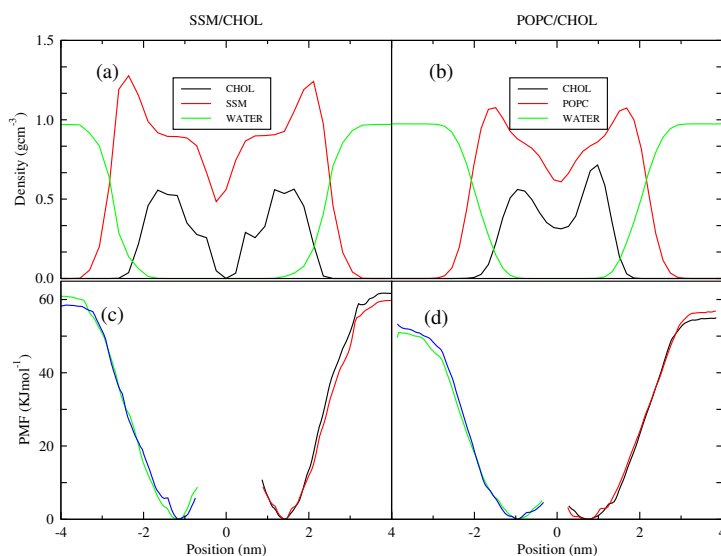 SSM/CHOL
POPC/CHOL
1.5
(a)
(b)
CHOL
SSM
WATER
CHOL
POPC
WATER
1.0
0.5
0.0
Density (gcm-3)
60
(c)
(d)
40
20
0
PMF (KJmol-1)
-4 -2 0 2 4 -2 0 2 4
Position (nm) Position (nm)